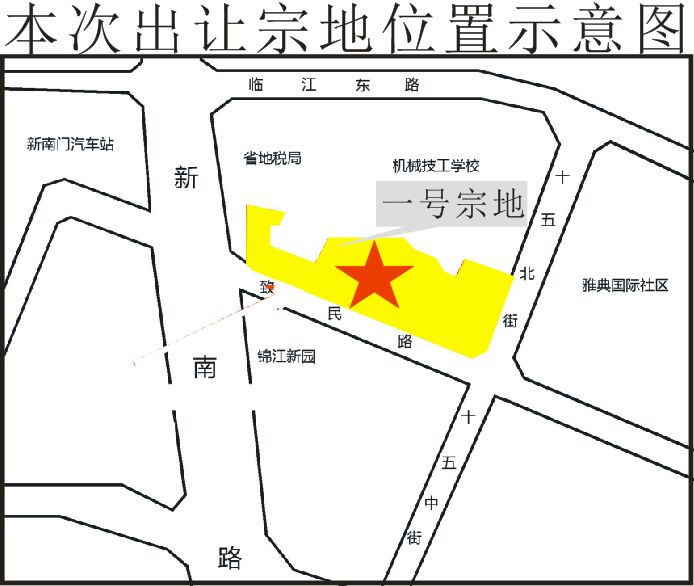 本次出让宗地位置示意图
临江东路
新南门汽车站
省地税局
机械技工学校
新南路
一号宗地
十五北街
雅典国际社区
致民路
锦江新园
十五中街